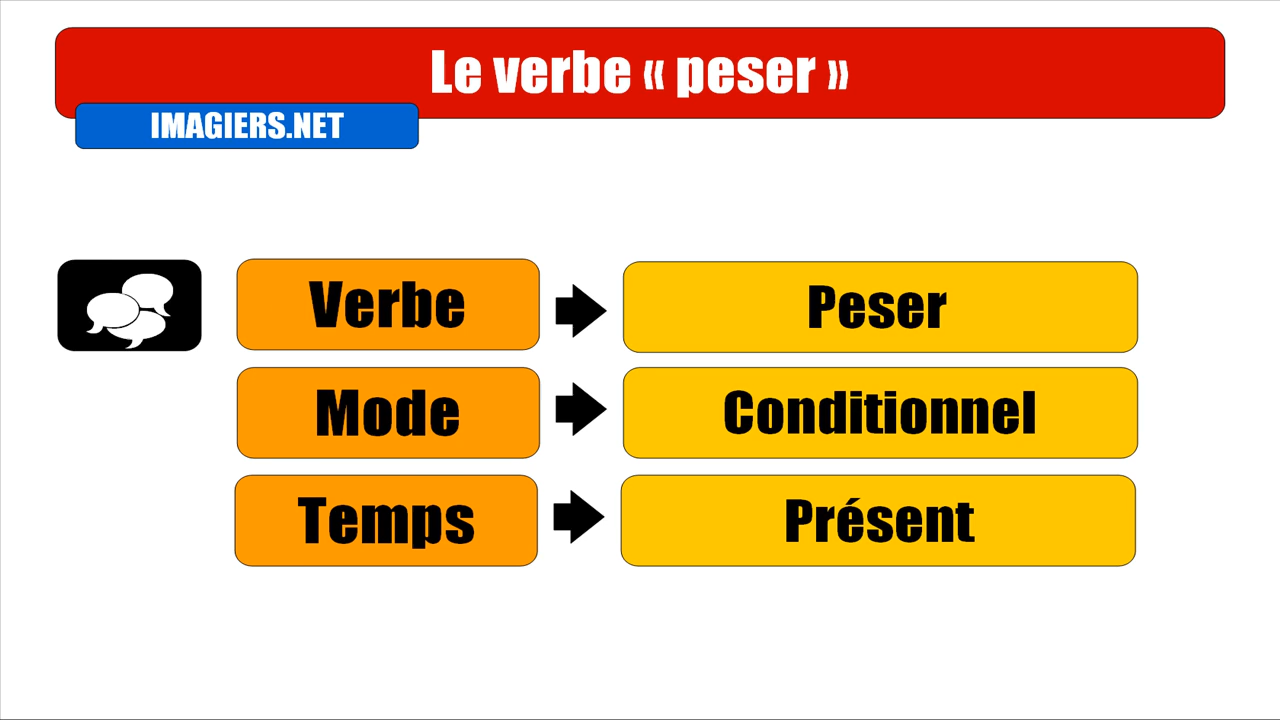 Le verbe « peser »
IMAGIERS.NET
Verbe
Peser
Mode
Conditionnel
Temps
Présent